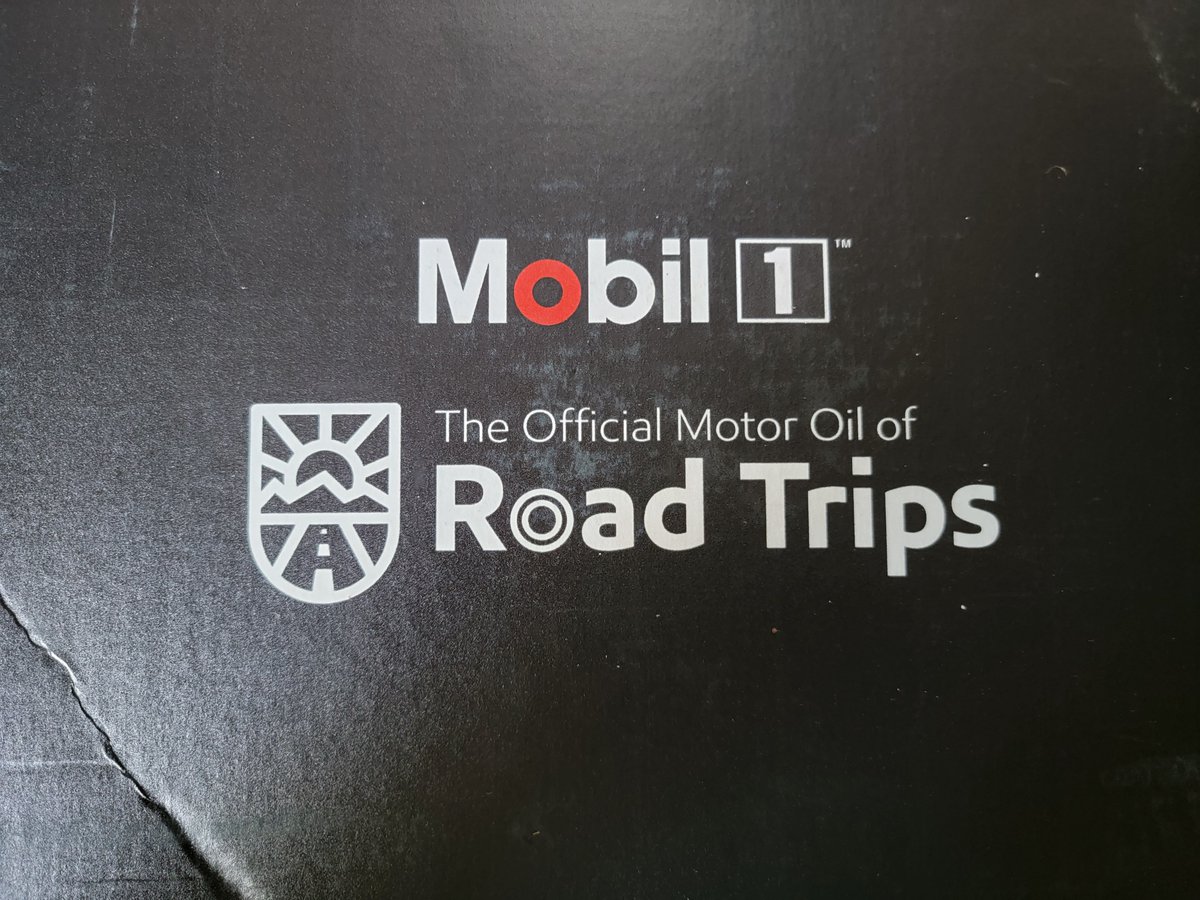 Mobil 1™
The Official Motor Oil of
Road Trips